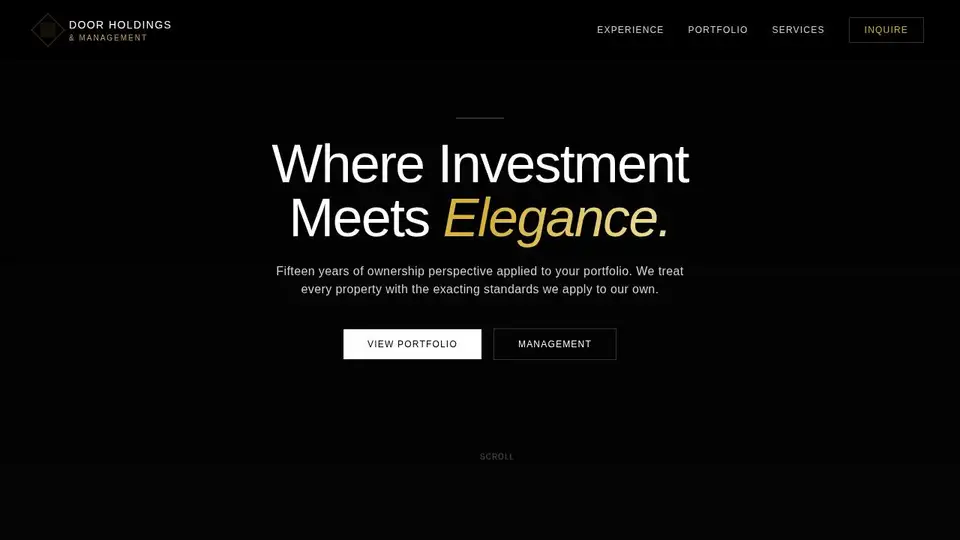 DOOR HOLDINGS
& MANAGEMENT
EXPERIENCE
PORTFOLIO
SERVICES
INQUIRE
Where Investment
Meets Elegance.
Fifteen years of ownership perspective applied to your portfolio. We treat
every property with the exacting standards we apply to our own.
VIEW PORTFOLIO
MANAGEMENT
SCROLL